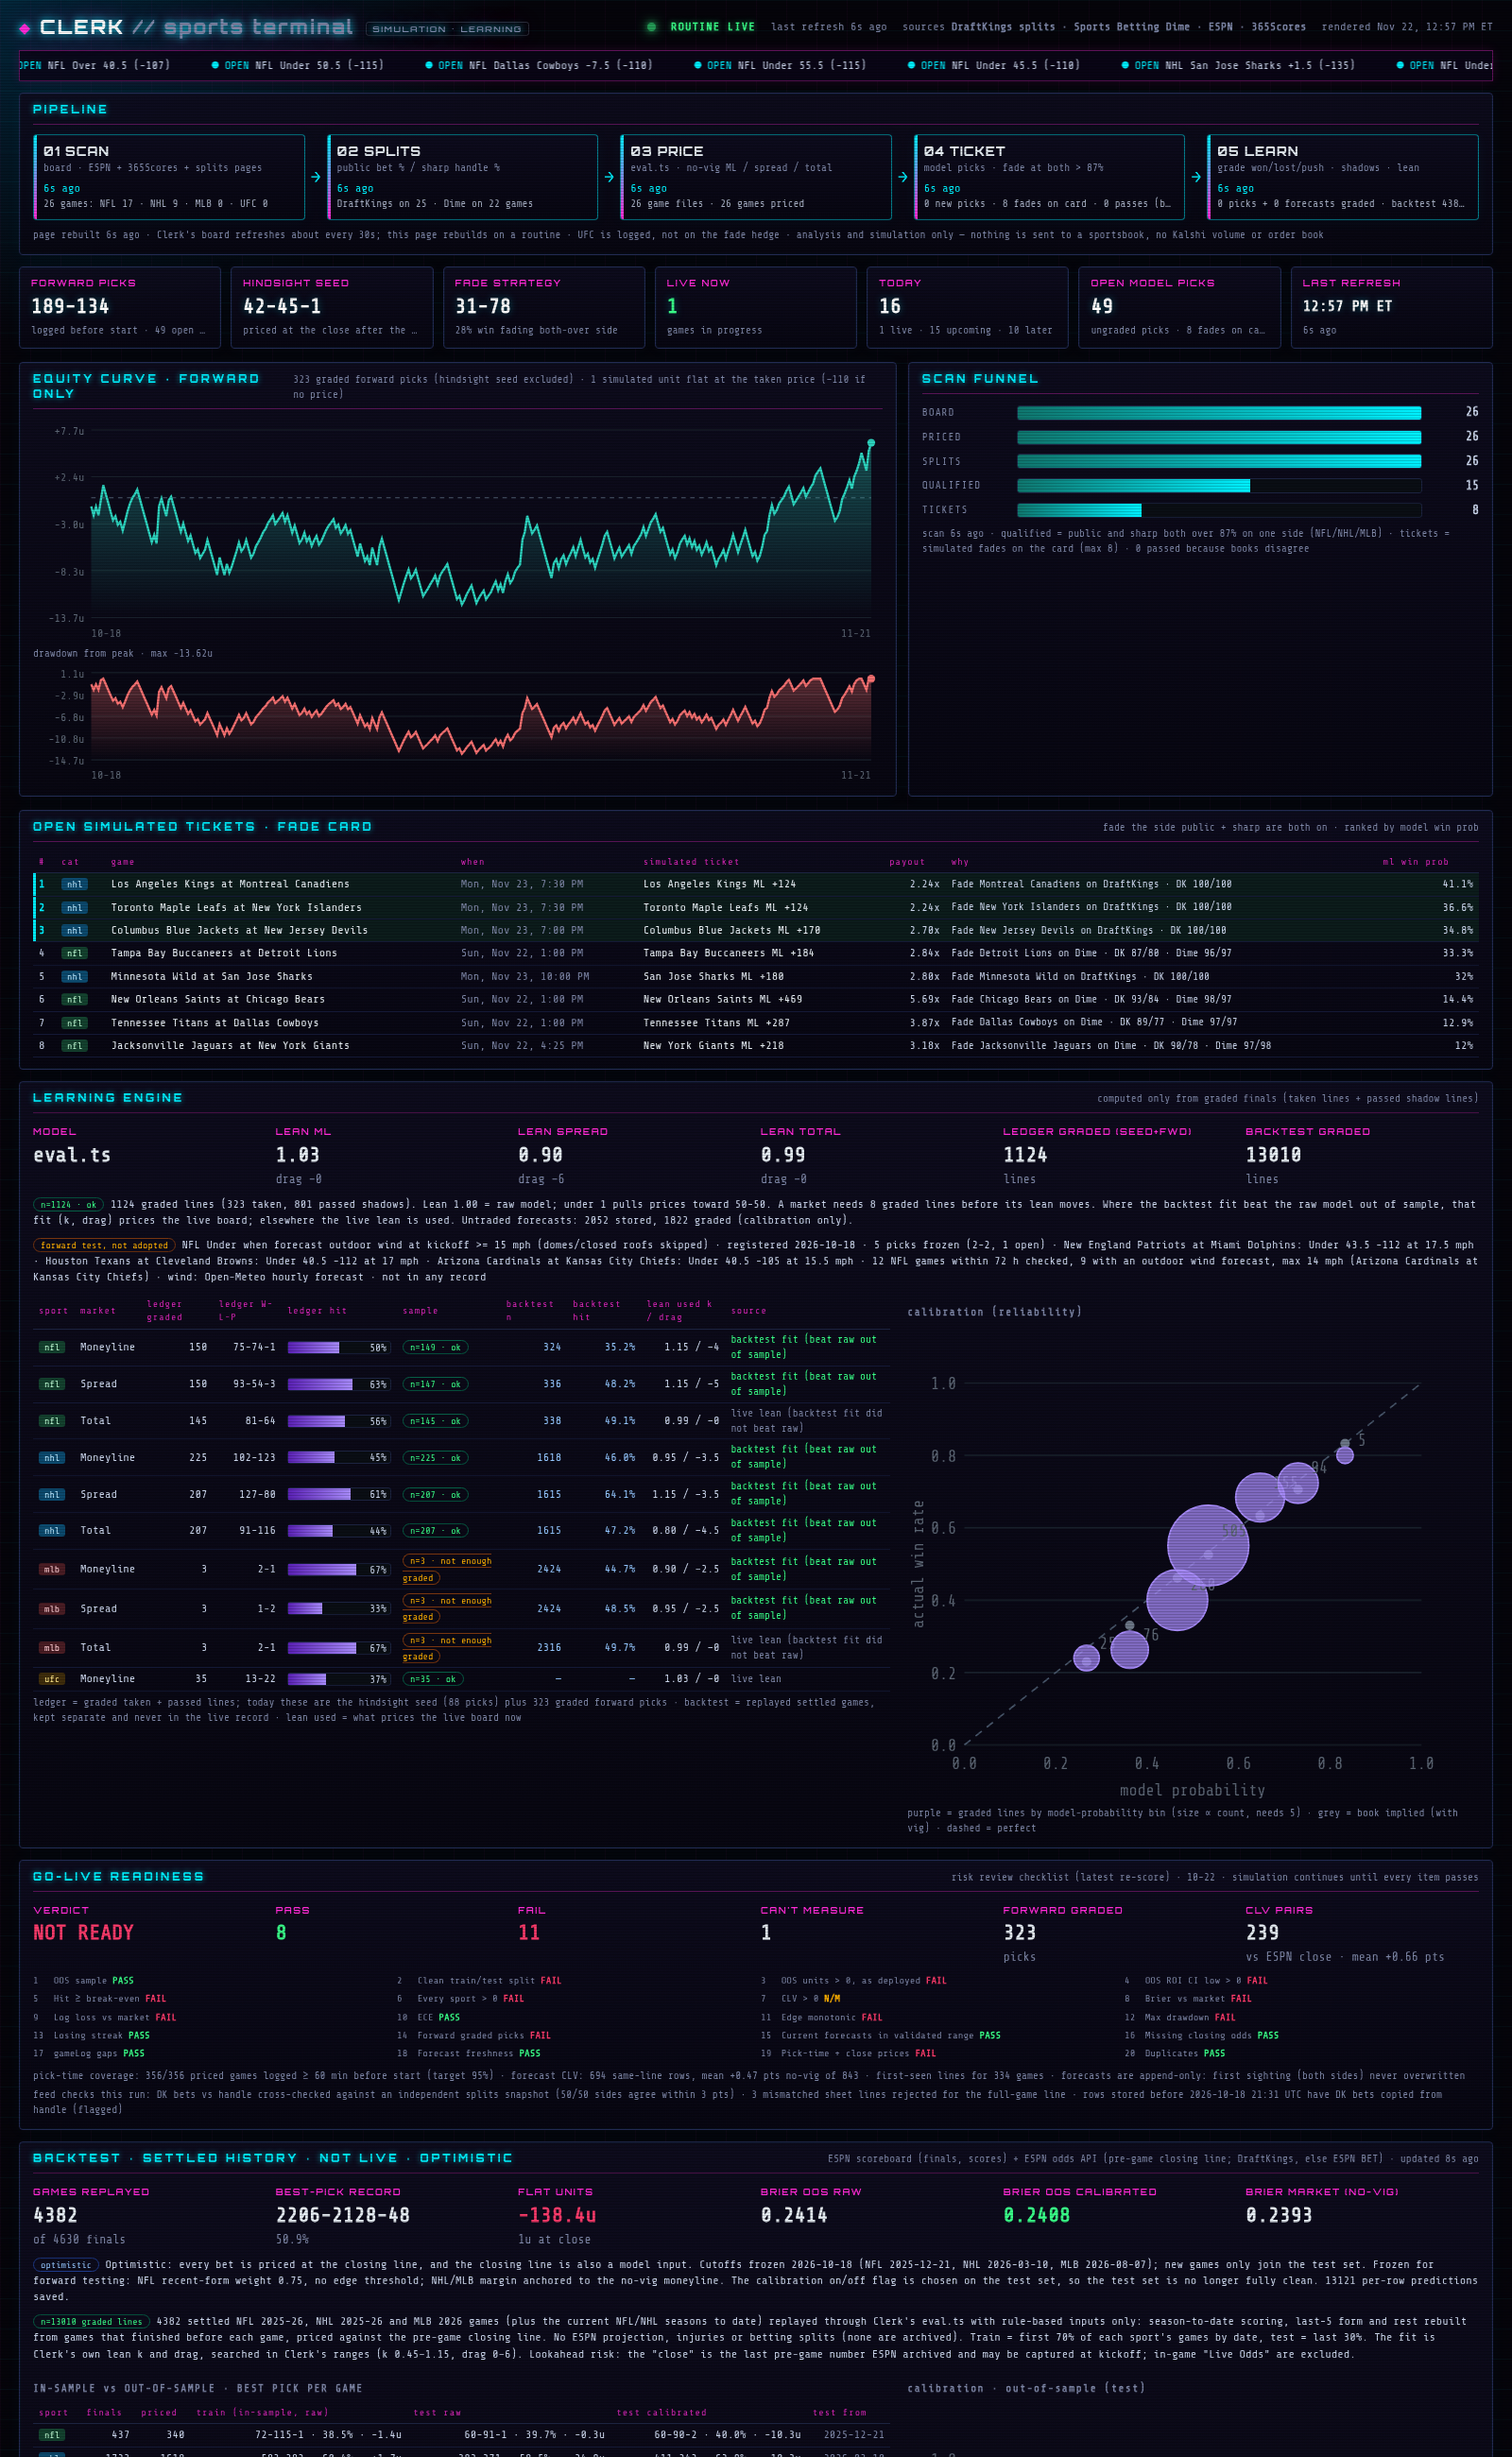 ◆ CLERK // sports terminal SIMULATION · LEARNING ROUTINE LIVE last refresh 6s ago sources DraftKings splits · Sports Betting Dime · ESPN · 365Scores rendered Nov 22, 12:57 PM ET
OPEN NFL Over 40.5 (-107) OPEN NFL Under 50.5 (-115) OPEN NFL Dallas Cowboys -7.5 (-110) OPEN NFL Under 55.5 (-115) OPEN NFL Under 45.5 (-110) OPEN NHL San Jose Sharks +1.5 (-135) OPEN NFL Unde
PIPELINE
01 SCAN
board · ESPN + 365Scores + splits pages
6s ago
26 games: NFL 17 · NHL 9 · MLB 0 · UFC 0
→
02 SPLITS
public bet % / sharp handle %
6s ago
DraftKings on 25 · Dime on 22 games
→
03 PRICE
eval.ts · no-vig ML / spread / total
6s ago
26 game files · 26 games priced
→
04 TICKET
model picks · fade at both > 87%
6s ago
0 new picks · 8 fades on card · 0 passes (b…
→
05 LEARN
grade won/lost/push · shadows · lean
6s ago
0 picks + 0 forecasts graded · backtest 438…
page rebuilt 6s ago · Clerk's board refreshes about every 30s; this page rebuilds on a routine · UFC is logged, not on the fade hedge · analysis and simulation only — nothing is sent to a sportsbook, no Kalshi volume or order book
FORWARD PICKS
189-134
logged before start · 49 open …
HINDSIGHT SEED
42-45-1
priced at the close after the …
FADE STRATEGY
31-78
28% win fading both-over side
LIVE NOW
1
games in progress
TODAY
16
1 live · 15 upcoming · 10 later
OPEN MODEL PICKS
49
ungraded picks · 8 fades on ca…
LAST REFRESH
12:57 PM ET
6s ago
EQUITY CURVE · FORWARD
ONLY
323 graded forward picks (hindsight seed excluded) · 1 simulated unit flat at the taken price (-110 if
no price)
+7.7u
+2.4u
-3.0u
-8.3u
-13.7u
10-18 11-21
drawdown from peak · max -13.62u
1.1u
-2.9u
-6.8u
-10.8u
-14.7u
10-18 11-21
SCAN FUNNEL
BOARD 26
PRICED 26
SPLITS 26
QUALIFIED 15
TICKETS 8
scan 6s ago · qualified = public and sharp both over 87% on one side (NFL/NHL/MLB) · tickets =
simulated fades on the card (max 8) · 0 passed because books disagree
OPEN SIMULATED TICKETS · FADE CARD fade the side public + sharp are both on · ranked by model win prob
# cat game when simulated ticket payout why ml win prob
1 nhl Los Angeles Kings at Montreal Canadiens Mon, Nov 23, 7:30 PM Los Angeles Kings ML +124 2.24x Fade Montreal Canadiens on DraftKings · DK 100/100 41.1%
2 nhl Toronto Maple Leafs at New York Islanders Mon, Nov 23, 7:30 PM Toronto Maple Leafs ML +124 2.24x Fade New York Islanders on DraftKings · DK 100/100 36.6%
3 nhl Columbus Blue Jackets at New Jersey Devils Mon, Nov 23, 7:00 PM Columbus Blue Jackets ML +170 2.70x Fade New Jersey Devils on DraftKings · DK 100/100 34.8%
4 nfl Tampa Bay Buccaneers at Detroit Lions Sun, Nov 22, 1:00 PM Tampa Bay Buccaneers ML +184 2.84x Fade Detroit Lions on Dime · DK 87/80 · Dime 96/97 33.3%
5 nhl Minnesota Wild at San Jose Sharks Mon, Nov 23, 10:00 PM San Jose Sharks ML +180 2.80x Fade Minnesota Wild on DraftKings · DK 100/100 32%
6 nfl New Orleans Saints at Chicago Bears Sun, Nov 22, 1:00 PM New Orleans Saints ML +469 5.69x Fade Chicago Bears on Dime · DK 93/84 · Dime 98/97 14.4%
7 nfl Tennessee Titans at Dallas Cowboys Sun, Nov 22, 1:00 PM Tennessee Titans ML +287 3.87x Fade Dallas Cowboys on Dime · DK 89/77 · Dime 97/97 12.9%
8 nfl Jacksonville Jaguars at New York Giants Sun, Nov 22, 4:25 PM New York Giants ML +218 3.18x Fade Jacksonville Jaguars on Dime · DK 90/78 · Dime 97/98 12%
LEARNING ENGINE computed only from graded finals (taken lines + passed shadow lines)
MODEL
eval.ts
LEAN ML
1.03
drag -0
LEAN SPREAD
0.90
drag -6
LEAN TOTAL
0.99
drag -0
LEDGER GRADED (SEED+FWD)
1124
lines
BACKTEST GRADED
13010
lines
n=1124 · ok 1124 graded lines (323 taken, 801 passed shadows). Lean 1.00 = raw model; under 1 pulls prices toward 50-50. A market needs 8 graded lines before its lean moves. Where the backtest fit beat the raw model out of sample, that
fit (k, drag) prices the live board; elsewhere the live lean is used. Untraded forecasts: 2052 stored, 1822 graded (calibration only).
forward test, not adopted NFL Under when forecast outdoor wind at kickoff >= 15 mph (domes/closed roofs skipped) · registered 2026-10-18 · 5 picks frozen (2-2, 1 open) · New England Patriots at Miami Dolphins: Under 43.5 -112 at 17.5 mph
· Houston Texans at Cleveland Browns: Under 40.5 -112 at 17 mph · Arizona Cardinals at Kansas City Chiefs: Under 40.5 -105 at 15.5 mph · 12 NFL games within 72 h checked, 9 with an outdoor wind forecast, max 14 mph (Arizona Cardinals at
Kansas City Chiefs) · wind: Open-Meteo hourly forecast · not in any record
sport market ledger graded ledger W-L-P ledger hit sample backtest n backtest hit lean used k / drag source
nfl Moneyline 150 75-74-1 50% n=149 · ok 324 35.2% 1.15 / -4 backtest fit (beat raw out of sample)
nfl Spread 150 93-54-3 63% n=147 · ok 336 48.2% 1.15 / -5 backtest fit (beat raw out of sample)
nfl Total 145 81-64 56% n=145 · ok 338 49.1% 0.99 / -0 live lean (backtest fit did not beat raw)
nhl Moneyline 225 102-123 45% n=225 · ok 1618 46.0% 0.95 / -3.5 backtest fit (beat raw out of sample)
nhl Spread 207 127-80 61% n=207 · ok 1615 64.1% 1.15 / -3.5 backtest fit (beat raw out of sample)
nhl Total 207 91-116 44% n=207 · ok 1615 47.2% 0.80 / -4.5 backtest fit (beat raw out of sample)
mlb Moneyline 3 2-1 67% n=3 · not enough graded 2424 44.7% 0.90 / -2.5 backtest fit (beat raw out of sample)
mlb Spread 3 1-2 33% n=3 · not enough graded 2424 48.5% 0.95 / -2.5 backtest fit (beat raw out of sample)
mlb Total 3 2-1 67% n=3 · not enough graded 2316 49.7% 0.99 / -0 live lean (backtest fit did not beat raw)
ufc Moneyline 35 13-22 37% n=35 · ok — — 1.03 / -0 live lean
ledger = graded taken + passed lines; today these are the hindsight seed (88 picks) plus 323 graded forward picks · backtest = replayed settled games,
kept separate and never in the live record · lean used = what prices the live board now
calibration (reliability)
1.0
0.8
0.6
0.4
0.2
0.0
actual win rate
5
76
0.0 0.2 0.4 0.6 0.8 1.0
model probability
purple = graded lines by model-probability bin (size ∝ count, needs 5) · grey = book implied (with
vig) · dashed = perfect
GO-LIVE READINESS risk review checklist (latest re-score) · 10-22 · simulation continues until every item passes
VERDICT
NOT READY
PASS
8
FAIL
11
CAN'T MEASURE
1
FORWARD GRADED
323
picks
CLV PAIRS
239
vs ESPN close · mean +0.66 pts
1 OOS sample PASS 2 Clean train/test split FAIL 3 OOS units > 0, as deployed FAIL 4 OOS ROI CI low > 0 FAIL
5 Hit ≥ break-even FAIL 6 Every sport > 0 FAIL 7 CLV > 0 N/M 8 Brier vs market FAIL
9 Log loss vs market FAIL 10 ECE PASS 11 Edge monotonic FAIL 12 Max drawdown FAIL
13 Losing streak PASS 14 Forward graded picks FAIL 15 Current forecasts in validated range PASS 16 Missing closing odds PASS
17 gameLog gaps PASS 18 Forecast freshness PASS 19 Pick-time + close prices FAIL 20 Duplicates PASS
pick-time coverage: 356/356 priced games logged ≥ 60 min before start (target 95%) · forecast CLV: 694 same-line rows, mean +0.47 pts no-vig of 843 · first-seen lines for 334 games · forecasts are append-only: first sighting (both sides) never overwritten
feed checks this run: DK bets vs handle cross-checked against an independent splits snapshot (50/50 sides agree within 3 pts) · 3 mismatched sheet lines rejected for the full-game line · rows stored before 2026-10-18 21:31 UTC have DK bets copied from
handle (flagged)
BACKTEST · SETTLED HISTORY · NOT LIVE · OPTIMISTIC ESPN scoreboard (finals, scores) + ESPN odds API (pre-game closing line; DraftKings, else ESPN BET) · updated 8s ago
GAMES REPLAYED
4382
of 4630 finals
BEST-PICK RECORD
2206-2128-48
50.9%
FLAT UNITS
-138.4u
1u at close
BRIER OOS RAW
0.2414
BRIER OOS CALIBRATED
0.2408
BRIER MARKET (NO-VIG)
0.2393
optimistic Optimistic: every bet is priced at the closing line, and the closing line is also a model input. Cutoffs frozen 2026-10-18 (NFL 2025-12-21, NHL 2026-03-10, MLB 2026-08-07); new games only join the test set. Frozen for
forward testing: NFL recent-form weight 0.75, no edge threshold; NHL/MLB margin anchored to the no-vig moneyline. The calibration on/off flag is chosen on the test set, so the test set is no longer fully clean. 13121 per-row predictions
saved.
n=13010 graded lines 4382 settled NFL 2025-26, NHL 2025-26 and MLB 2026 games (plus the current NFL/NHL seasons to date) replayed through Clerk's eval.ts with rule-based inputs only: season-to-date scoring, last-5 form and rest rebuilt
from games that finished before each game, priced against the pre-game closing line. No ESPN projection, injuries or betting splits (none are archived). Train = first 70% of each sport's games by date, test = last 30%. The fit is
Clerk's own lean k and drag, searched in Clerk's ranges (k 0.45-1.15, drag 0-6). Lookahead risk: the "close" is the last pre-game number ESPN archived and may be captured at kickoff; in-game "Live Odds" are excluded.
IN-SAMPLE vs OUT-OF-SAMPLE · BEST PICK PER GAME
sport finals priced train (in-sample, raw) test raw test calibrated test from
nfl 437 340 72-115-1 · 38.5% · -1.4u 60-91-1 · 39.7% · -0.3u 60-90-2 · 40.0% · -10.3u 2025-12-21
calibration · out-of-sample (test)